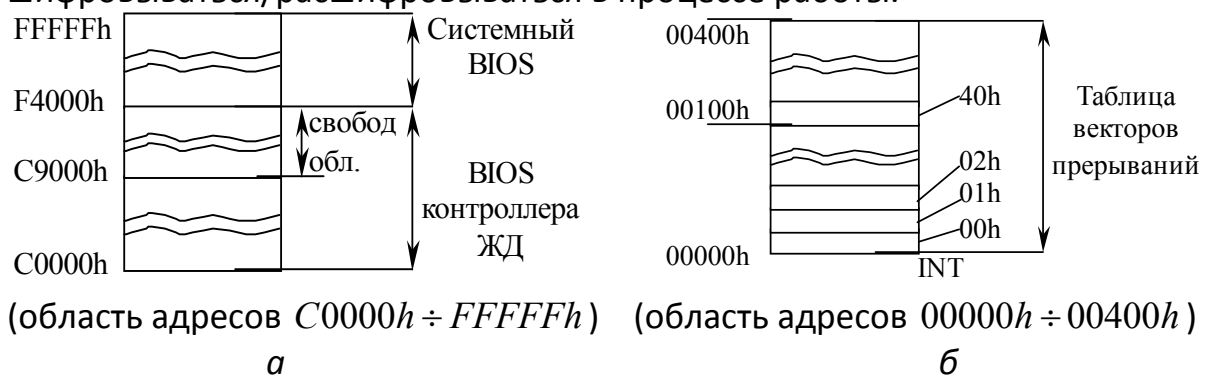 шифровываться/расшифровываться в процессе работы.
FFFFFh
F4000h
C9000h
C0000h
свобод
обл.
Системный
BIOS
BIOS
контроллера
ЖД
00400h
00100h
00000h
40h
02h
01h
00h
INT
Таблица
векторов
прерываний
(область адресов C0000h ÷ FFFFFh)
(область адресов 00000h ÷ 00400h)
а
б